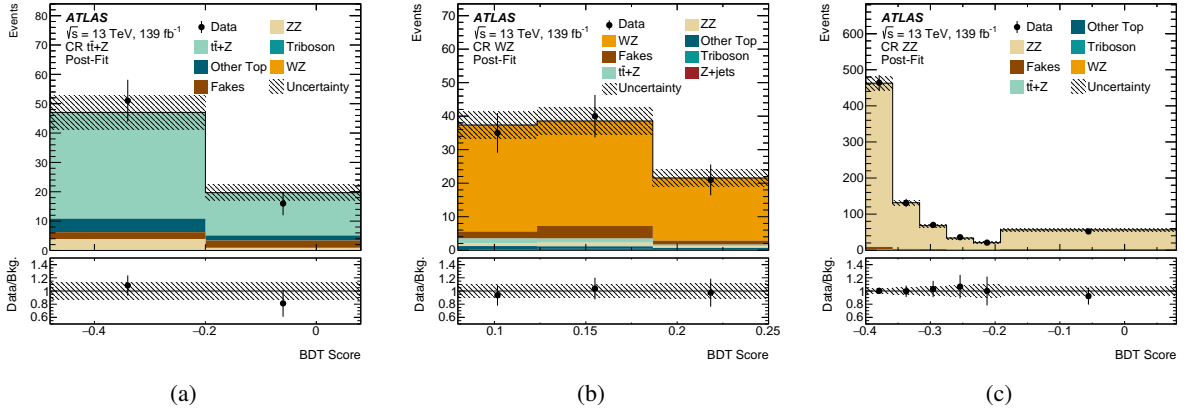 Events
80
70
60
50
40
30
20
10
0
ATLAS
√s = 13 TeV, 139 fb⁻¹
CR tt̄+Z
Post-Fit
Data
tt̄+Z
Other Top
Fakes
ZZ
Triboson
WZ
Uncertainty
Data/Bkg.
1.4
1.2
1
0.8
0.6
−0.4
−0.2
0
BDT Score
(a)
Events
70
60
50
40
30
20
10
0
ATLAS
√s = 13 TeV, 139 fb⁻¹
CR WZ
Post-Fit
Data
WZ
Fakes
tt̄+Z
Uncertainty
ZZ
Other Top
Triboson
Z+jets
Data/Bkg.
1.4
1.2
1
0.8
0.6
0.1
0.15
0.2
0.25
BDT Score
(b)
Events
600
500
400
300
200
100
0
ATLAS
√s = 13 TeV, 139 fb⁻¹
CR ZZ
Post-Fit
Data
ZZ
Fakes
tt̄+Z
Other Top
Triboson
WZ
Uncertainty
Data/Bkg.
1.4
1.2
1
0.8
0.6
−0.4
−0.3
−0.2
−0.1
0
BDT Score
(c)